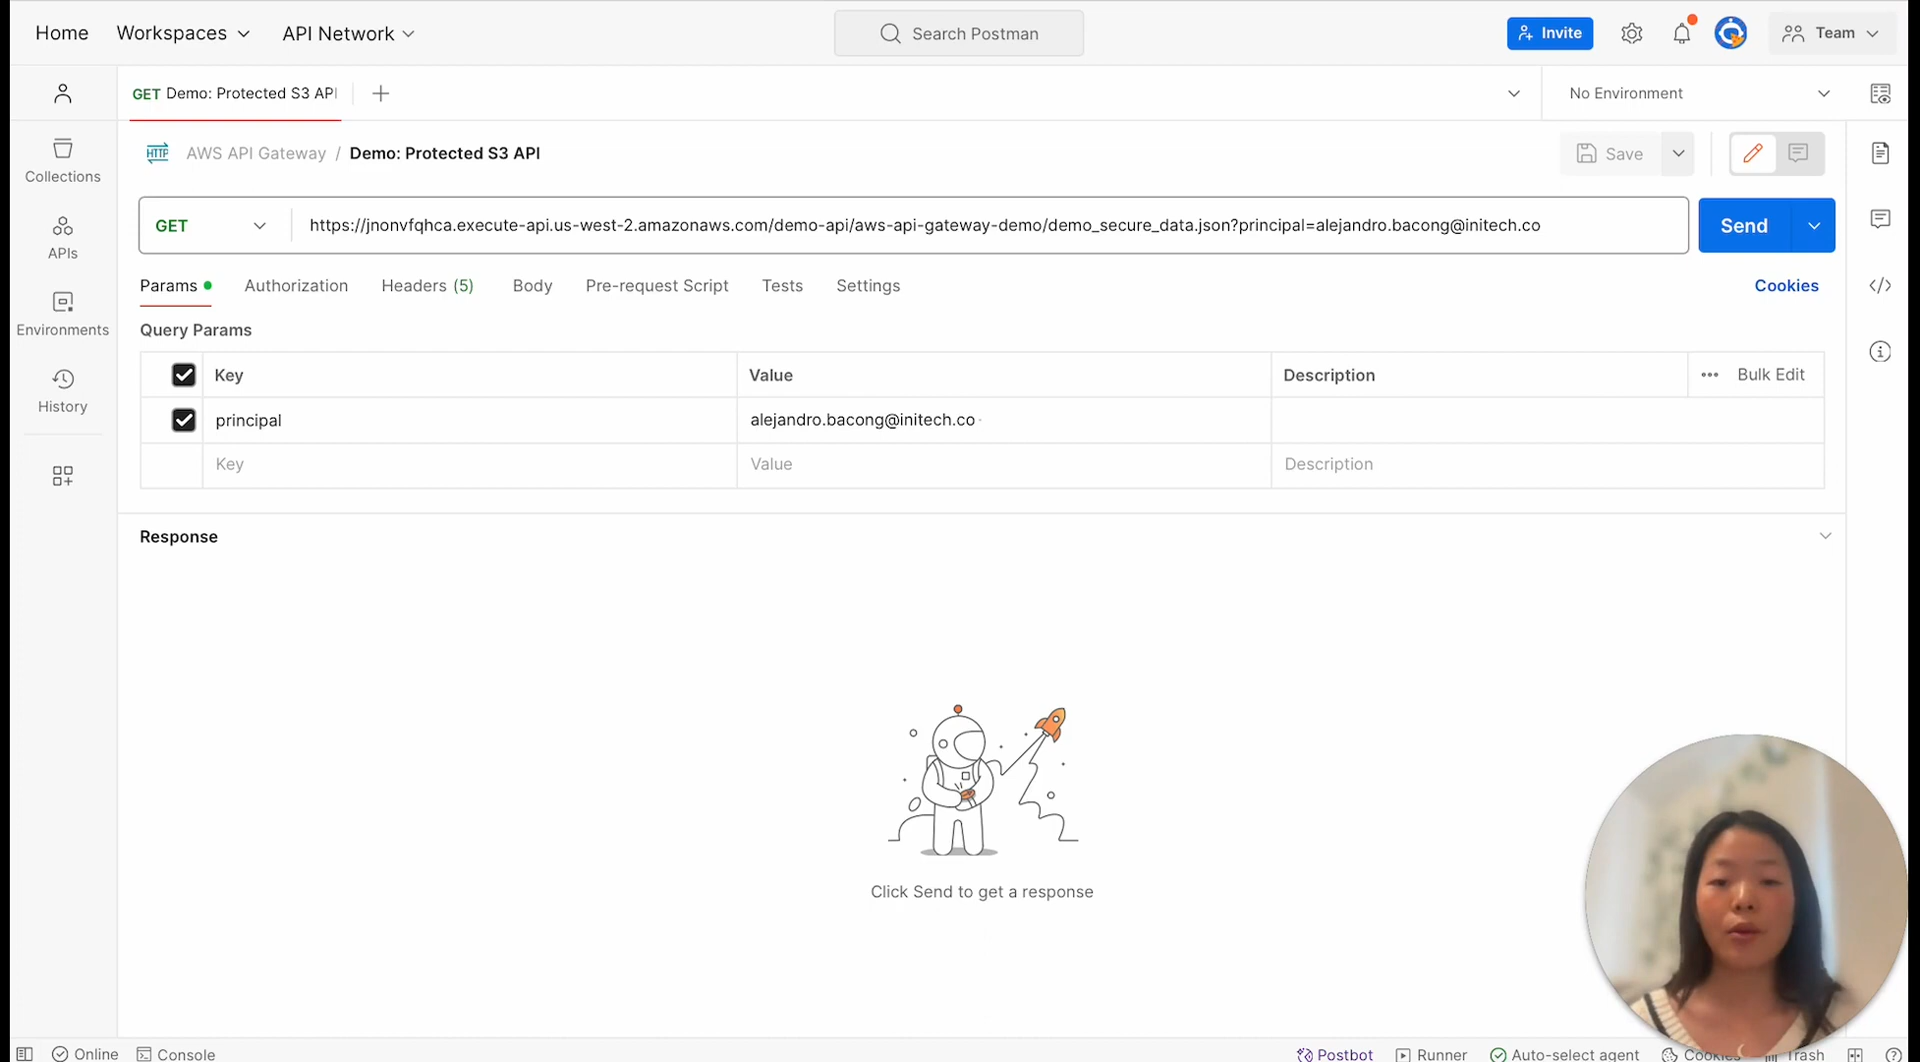 Home Workspaces API Network Search Postman Invite Team
GET Demo: Protected S3 API No Environment
HTTP AWS API Gateway / Demo: Protected S3 API Save
Collections
GET https://jnonvfqhca.execute-api.us-west-2.amazonaws.com/demo-api/aws-api-gateway-demo/demo_secure_data.json?principal=alejandro.bacong@initech.co Send
APIs
Params Authorization Headers (5) Body Pre-request Script Tests Settings Cookies
Environments
Query Params
Key Value Description Bulk Edit
History
principal alejandro.bacong@initech.co
Key Value Description
Response
Click Send to get a response
Online Console Postbot Runner Auto-select agent Cookies Trash